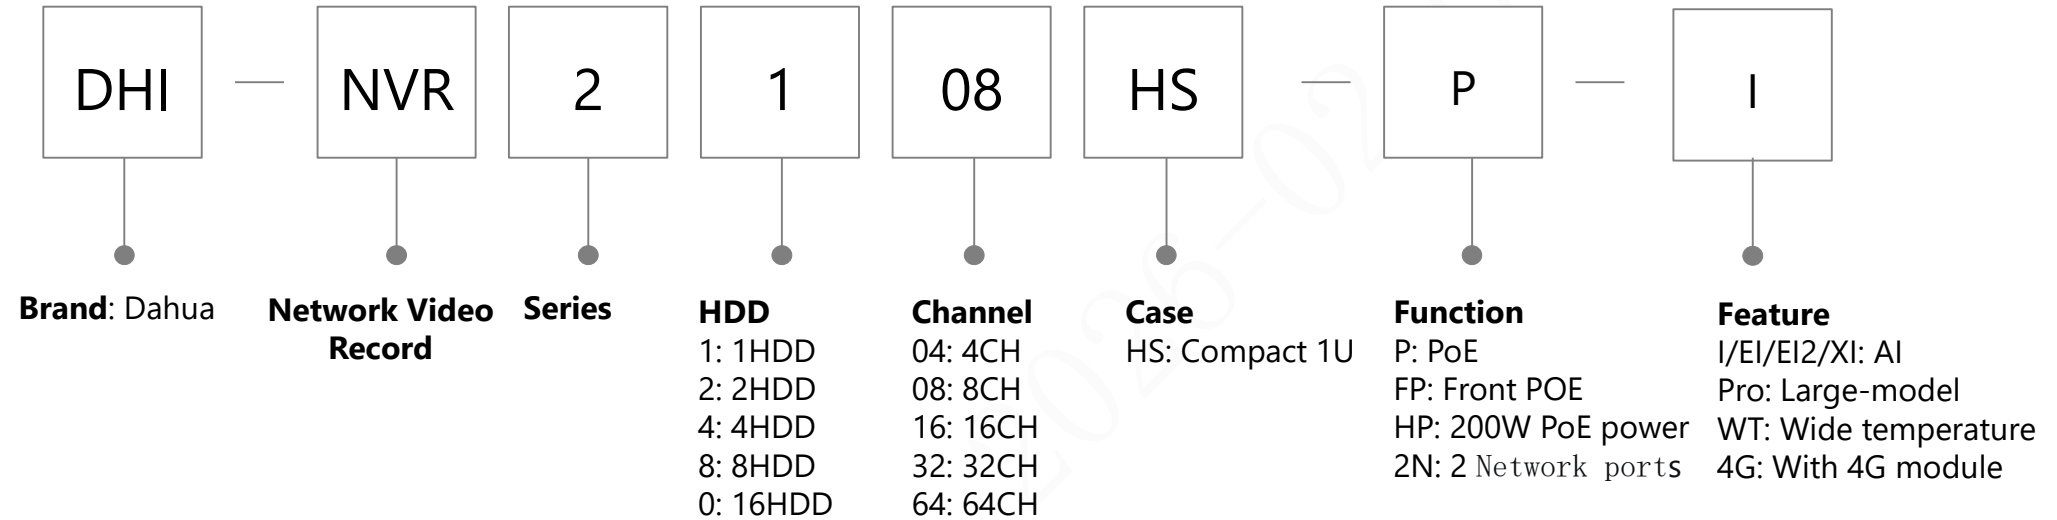 DHI — NVR 2 1 08 HS — P — I
Brand: Dahua
Network Video
Record
Series
HDD
1: 1HDD
2: 2HDD
4: 4HDD
8: 8HDD
0: 16HDD
Channel
04: 4CH
08: 8CH
16: 16CH
32: 32CH
64: 64CH
Case
HS: Compact 1U
Function
P: PoE
FP: Front POE
HP: 200W PoE power
2N: 2 Network ports
Feature
I/EI/EI2/XI: AI
Pro: Large-model
WT: Wide temperature
4G: With 4G module
2026-02